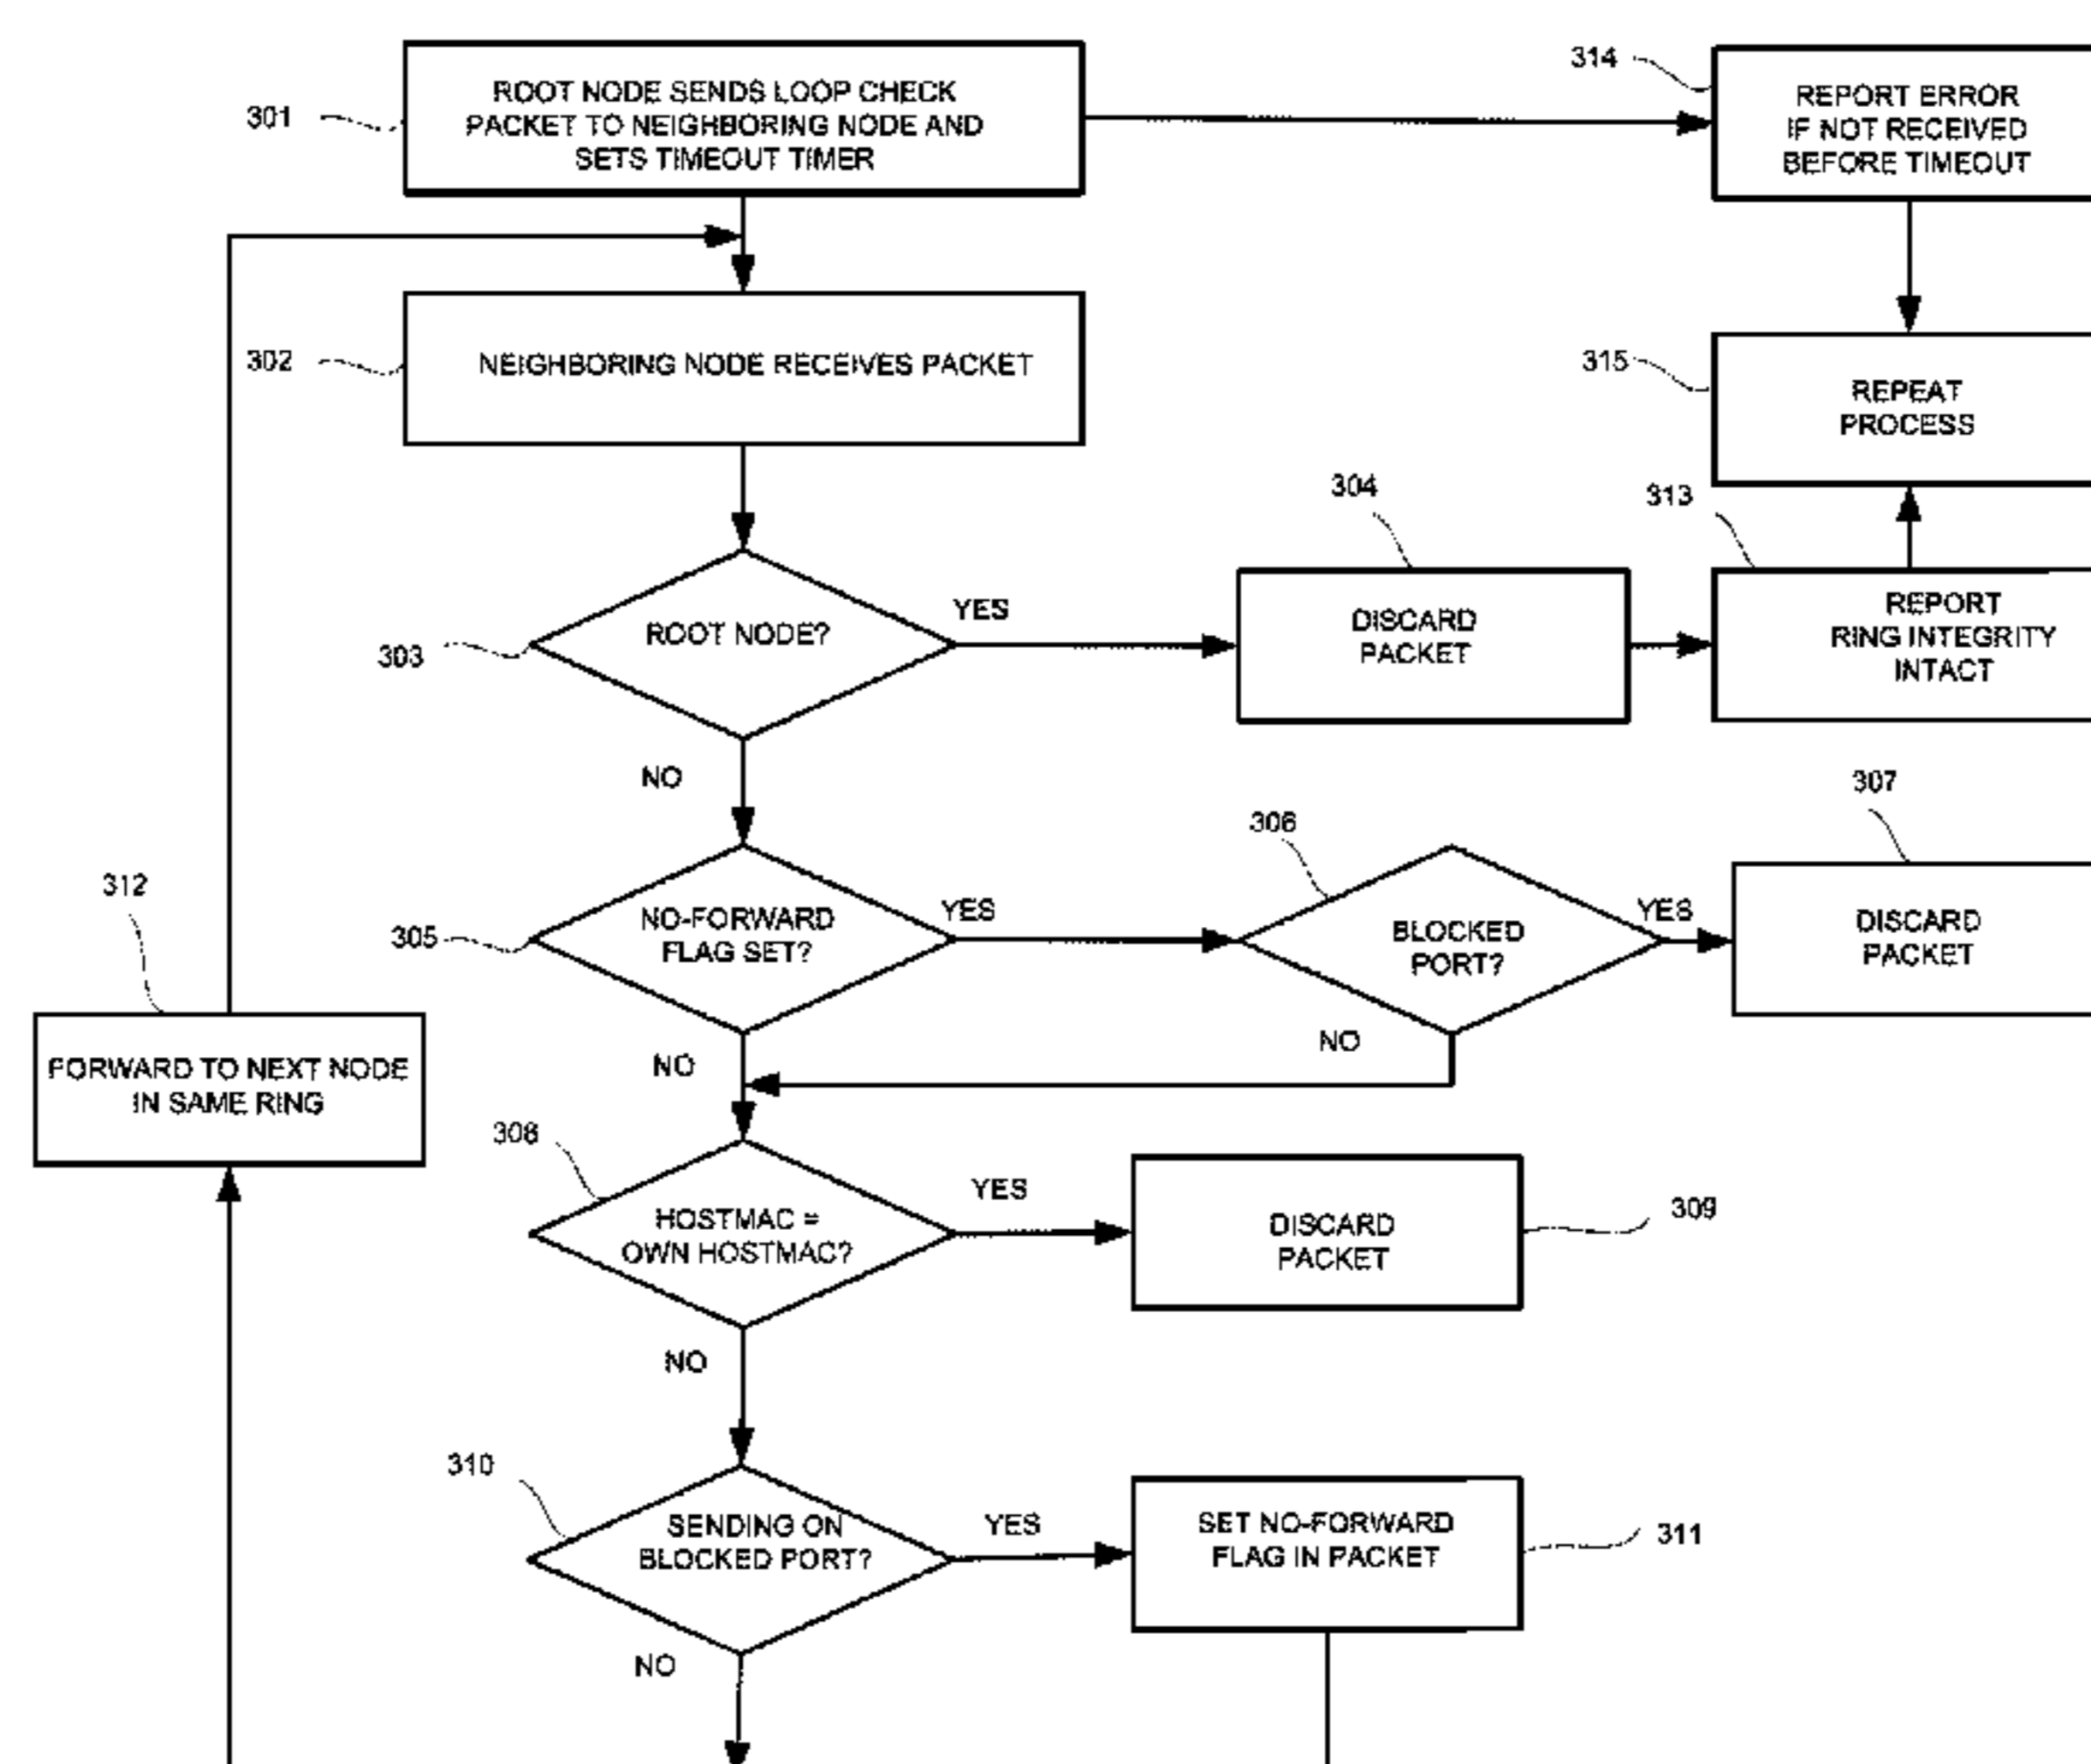 301
ROOT NODE SENDS LOOP CHECK
PACKET TO NEIGHBORING NODE AND
SETS TIMEOUT TIMER
314
REPORT ERROR
IF NOT RECEIVED
BEFORE TIMEOUT
302
NEIGHBORING NODE RECEIVES PACKET
315
REPEAT
PROCESS
303
ROOT NODE?
YES
304
DISCARD
PACKET
313
REPORT
RING INTEGRITY
INTACT
NO
305
NO-FORWARD
FLAG SET?
YES
306
BLOCKED
PORT?
YES
307
DISCARD
PACKET
312
FORWARD TO NEXT NODE
IN SAME RING
NO
NO
308
HOSTMAC =
OWN HOSTMAC?
YES
DISCARD
PACKET
309
NO
310
SENDING ON
BLOCKED PORT?
YES
SET NO-FORWARD
FLAG IN PACKET
311
NO